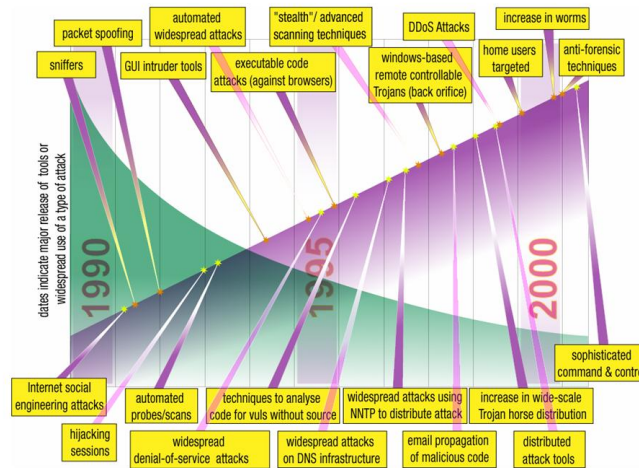 automated
widespread attacks
"stealth"/ advanced
scanning techniques
increase in worms
packet spoofing
DDoS Attacks
sniffers
GUI intruder tools
executable code
attacks (against browsers)
windows-based
remote controllable
Trojans (back orifice)
home users
targeted
anti-forensic
techniques
dates indicate major release of tools or
widespread use of a type of attack
1990
1995
2000
Internet social
engineering attacks
automated
probes/scans
techniques to analyse
code for vuls without source
widespread attacks using
NNTP to distribute attack
increase in wide-scale
Trojan horse distribution
sophisticated
command & contro
hijacking
sessions
widespread
denial-of-service attacks
widespread attacks
on DNS infrastructure
email propagation
of malicious code
distributed
attack tools